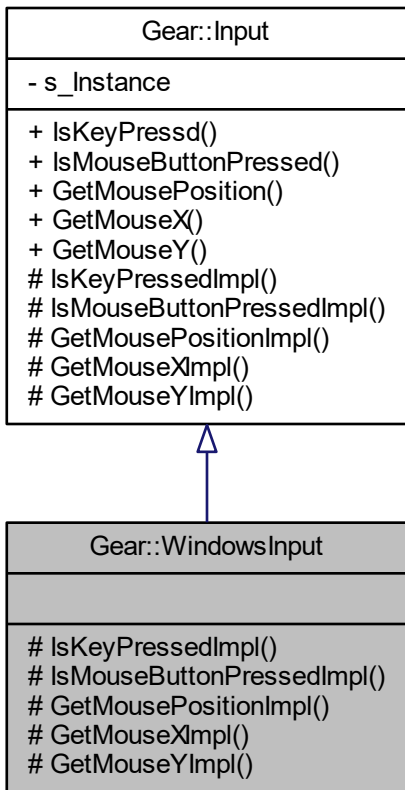 Gear::Input
- s_Instance
+ IsKeyPressd()
+ IsMouseButtonPressed()
+ GetMousePosition()
+ GetMouseX()
+ GetMouseY()
# IsKeyPressedImpl()
# IsMouseButtonPressedImpl()
# GetMousePositionImpl()
# GetMouseXImpl()
# GetMouseYImpl()
Gear::WindowsInput
# IsKeyPressedImpl()
# IsMouseButtonPressedImpl()
# GetMousePositionImpl()
# GetMouseXImpl()
# GetMouseYImpl()